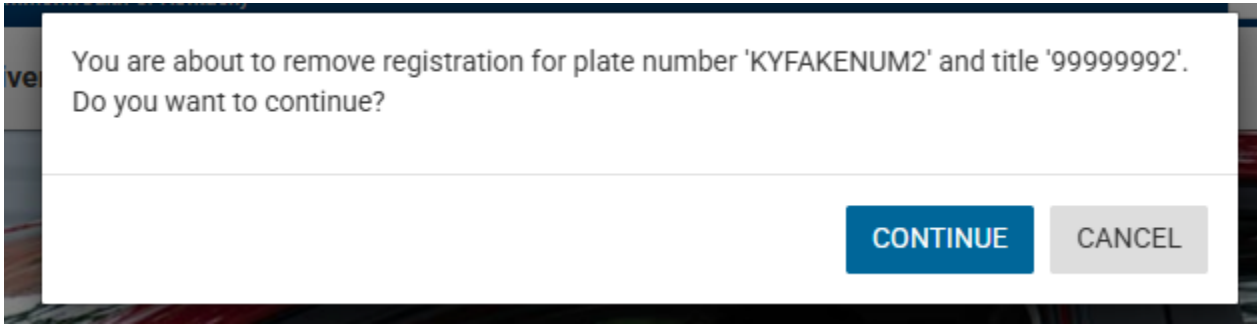 You are about to remove registration for plate number 'KYFAKENUM2' and title '99999992'.
Do you want to continue?
CONTINUE
CANCEL